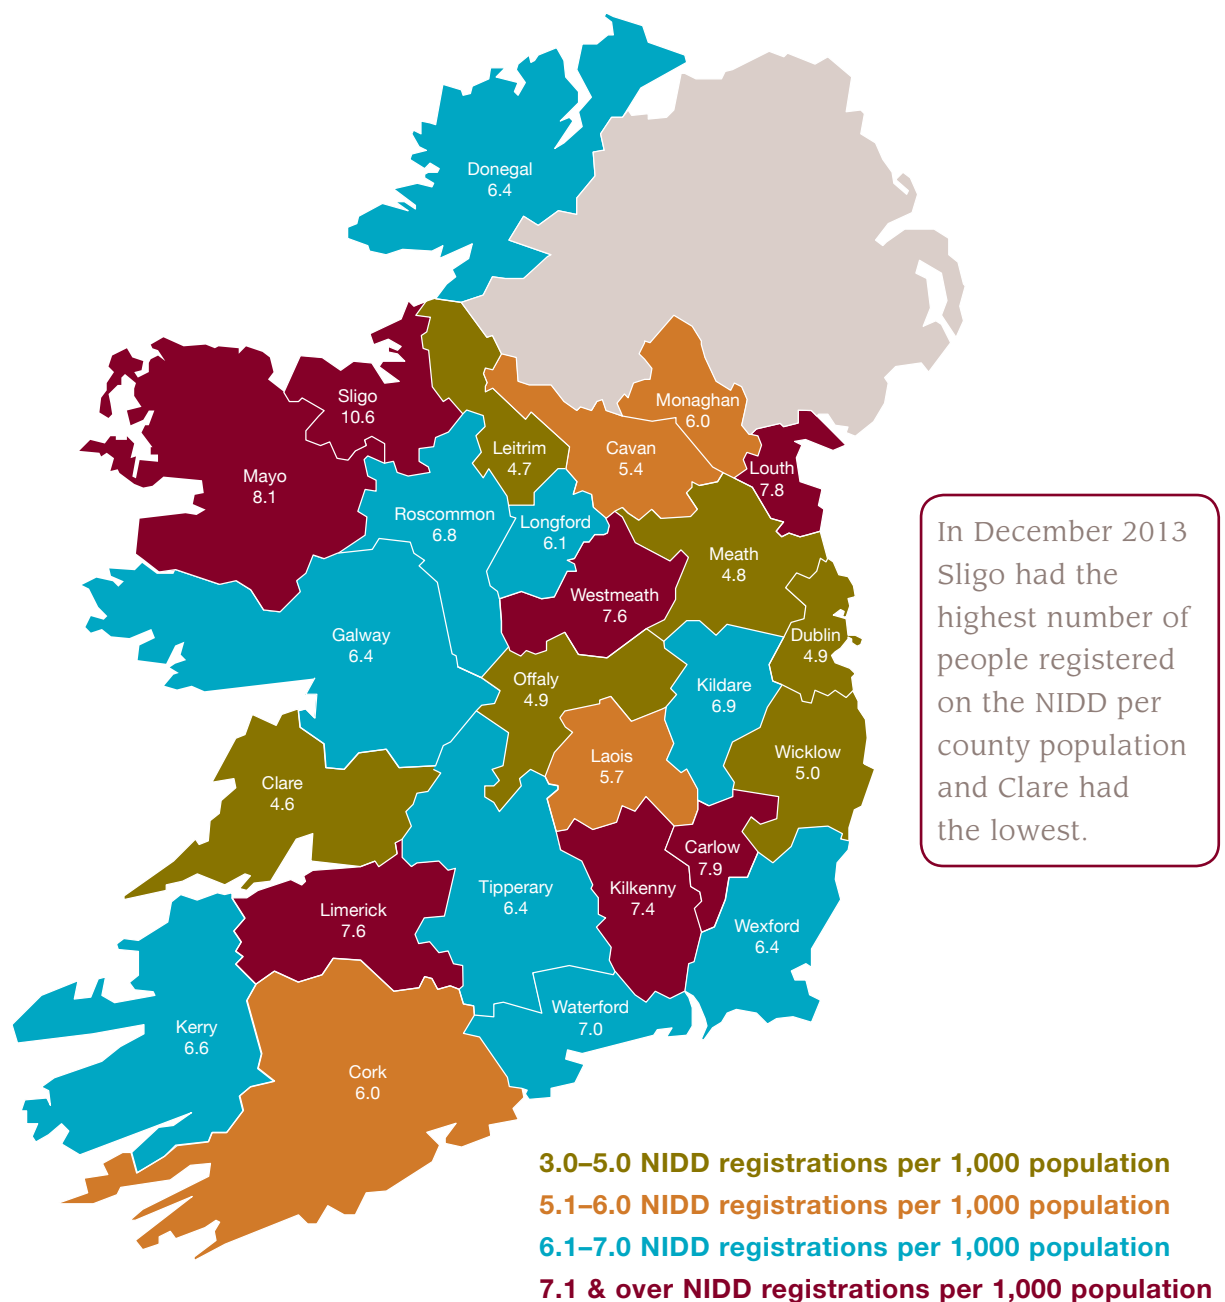 Donegal
6.4
Sligo
10.6
Monaghan
6.0
Leitrim
4.7
Cavan
5.4
Louth
7.8
Mayo
8.1
Roscommon
6.8
Longford
6.1
Meath
4.8
Westmeath
7.6
Galway
6.4
Dublin
4.9
Offaly
4.9
Kildare
6.9
Laois
5.7
Wicklow
5.0
Clare
4.6
Carlow
7.9
Tipperary
6.4
Kilkenny
7.4
Limerick
7.6
Wexford
6.4
Waterford
7.0
Kerry
6.6
Cork
6.0
In December 2013
Sligo had the
highest number of
people registered
on the NIDD per
county population
and Clare had
the lowest.
3.0–5.0 NIDD registrations per 1,000 population
5.1–6.0 NIDD registrations per 1,000 population
6.1–7.0 NIDD registrations per 1,000 population
7.1 & over NIDD registrations per 1,000 population